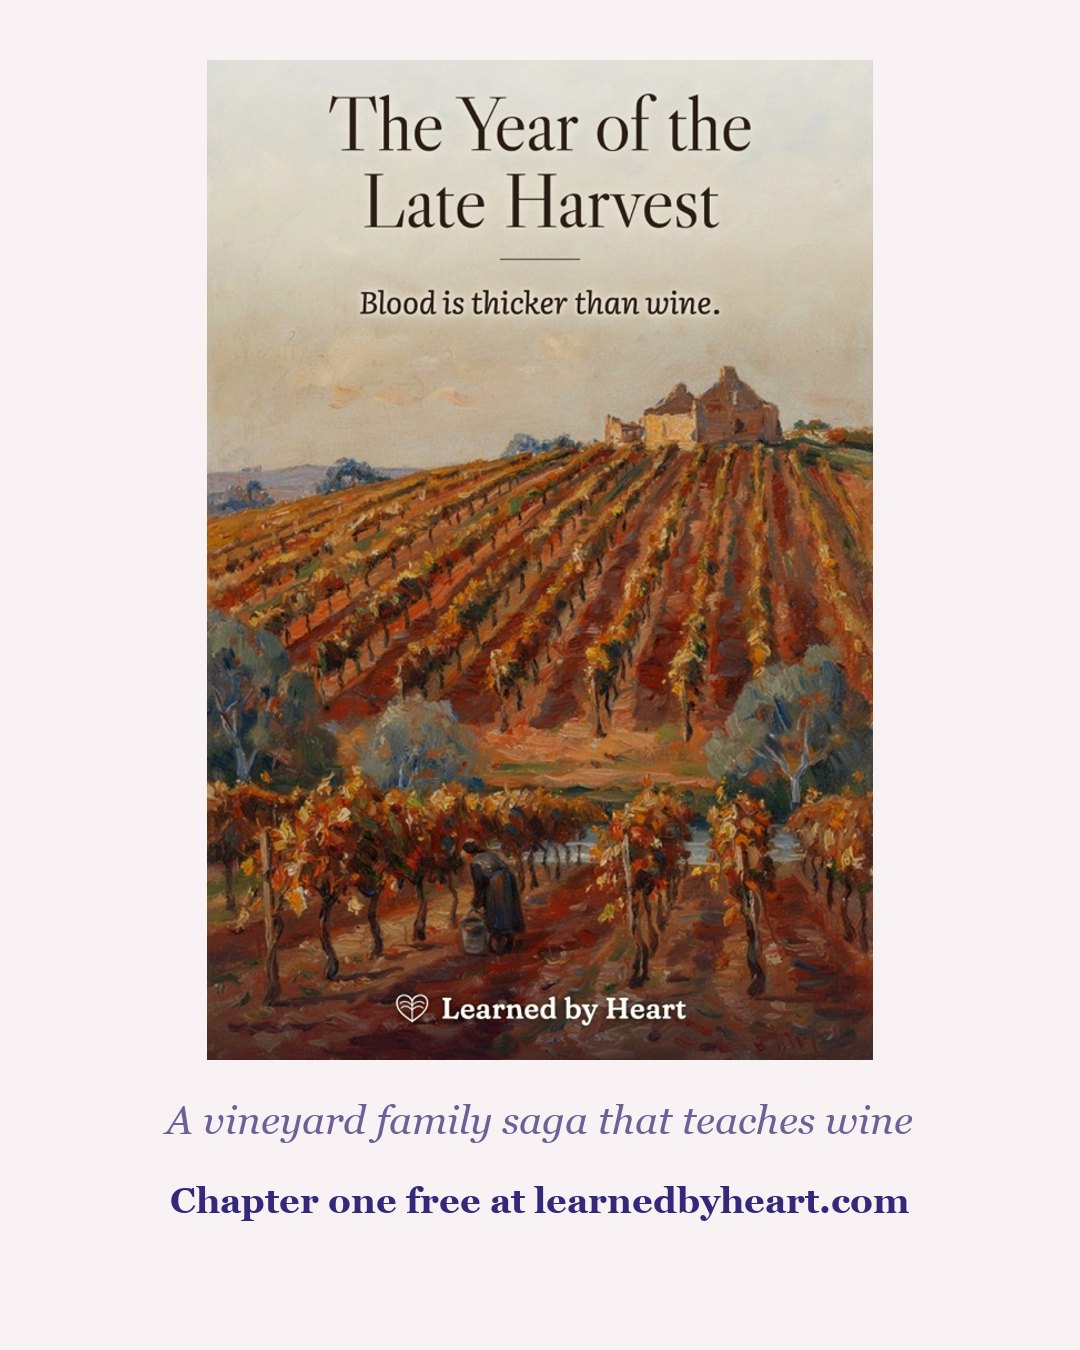 The Year of the
Late Harvest
Blood is thicker than wine.
Learned by Heart
A vineyard family saga that teaches wine
Chapter one free at learnedbyheart.com